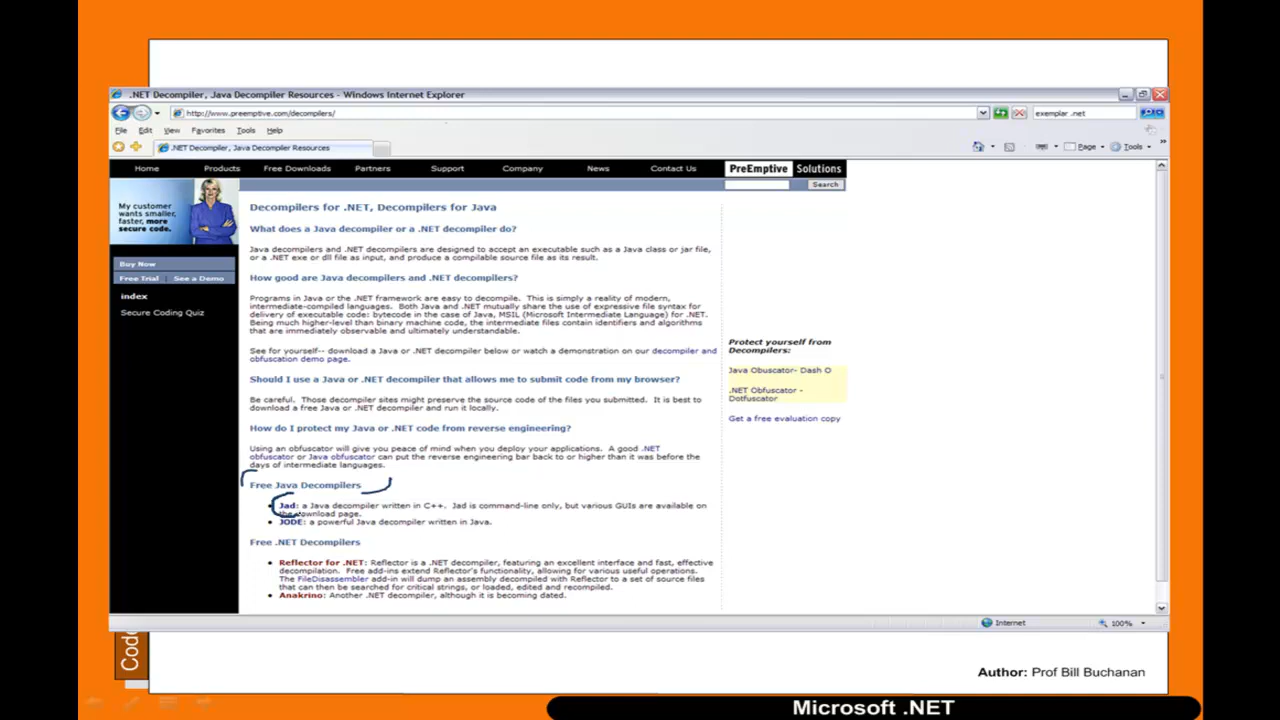 .NET Decompiler, Java Decompiler Resources - Windows Internet Explorer
http://www.preemptive.com/decompilers/
exemplar .net
File Edit View Favorites Tools Help
.NET Decompiler, Java Decompiler Resources
Page Tools
Home Products Free Downloads Partners Support Company News Contact Us PreEmptive Solutions
Search
My customer
wants smaller,
faster, more
secure code.
Buy Now
Free Trial See a Demo
index
Secure Coding Quiz
Decompilers for .NET, Decompilers for Java
What does a Java decompiler or a .NET decompiler do?
Java decompilers and .NET decompilers are designed to accept an executable such as a Java class or jar file,
or a .NET exe or dll file as input, and produce a compilable source file as its result.
How good are Java decompilers and .NET decompilers?
Programs in Java or the .NET framework are easy to decompile. This is simply a reality of modern,
intermediate-compiled languages. Both Java and .NET mutually share the use of expressive file syntax for
delivery of executable code: bytecode in the case of Java, MSIL (Microsoft Intermediate Language) for .NET.
Being much higher-level than binary machine code, the intermediate files contain identifiers and algorithms
that are immediately observable and ultimately understandable.
See for yourself-- download a Java or .NET decompiler below or watch a demonstration on our decompiler and
obfuscation demo page.
Should I use a Java or .NET decompiler that allows me to submit code from my browser?
Be careful. Those decompiler sites might preserve the source code of the files you submitted. It is best to
download a free Java or .NET decompiler and run it locally.
How do I protect my Java or .NET code from reverse engineering?
Using an obfuscator will give you peace of mind when you deploy your applications. A good .NET
obfuscator or Java obfuscator can put the reverse engineering bar back to or higher than it was before the
days of intermediate languages.
Free Java Decompilers
Jad: a Java decompiler written in C++. Jad is command-line only, but various GUIs are available on
the download page.
JODE: a powerful Java decompiler written in Java.
Free .NET Decompilers
Reflector for .NET: Reflector is a .NET decompiler, featuring an excellent interface and fast, effective
decompilation. Free add-ins extend Reflector's functionality, allowing for various useful operations.
The FileDisassembler add-in will dump an assembly decompiled with Reflector to a set of source files
that can then be searched for critical strings, or loaded, edited and recompiled.
Anakrino: Another .NET decompiler, although it is becoming dated.
Protect yourself from
Decompilers:
Java Obuscator- Dash O
.NET Obfuscator -
Dotfuscator
Get a free evaluation copy
Internet 100%
Cod
Author: Prof Bill Buchanan
Microsoft .NET